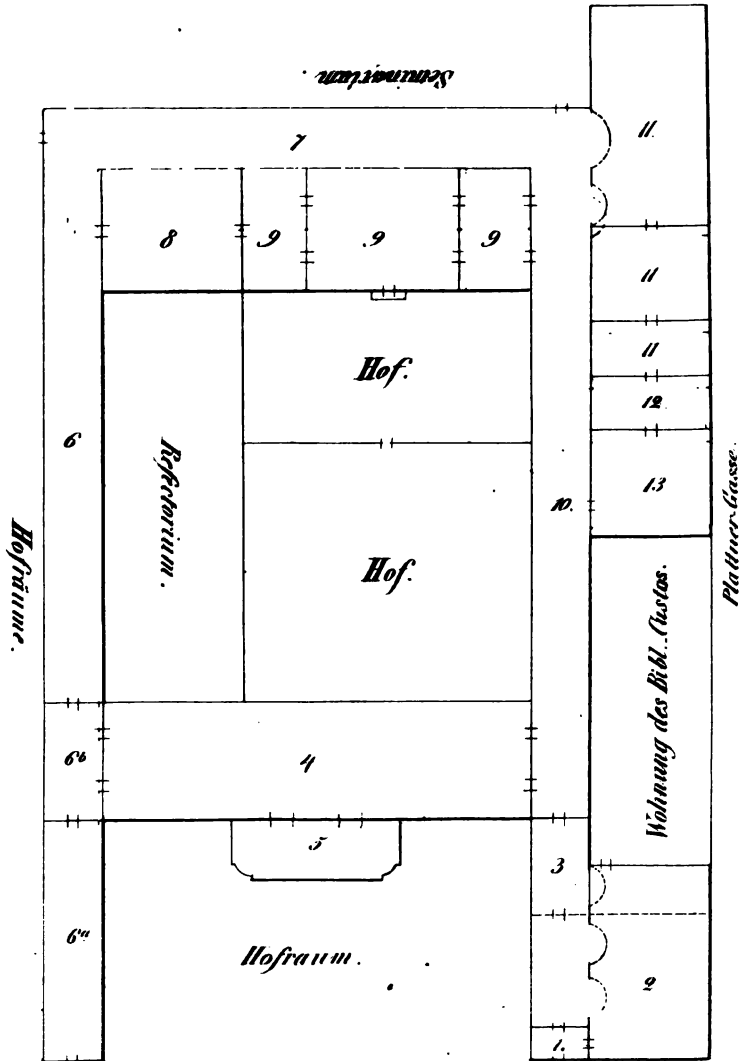 Seminarium.
11.
7
8
9
9
9
11
Hof.
11
12
6
Refectorium.
10.
13
Plattner-Gasse.
Hofräume.
Hof.
Wohnung des Bibl. Custos.
6b
4
5
3
6a
Hofraum.
2
1.